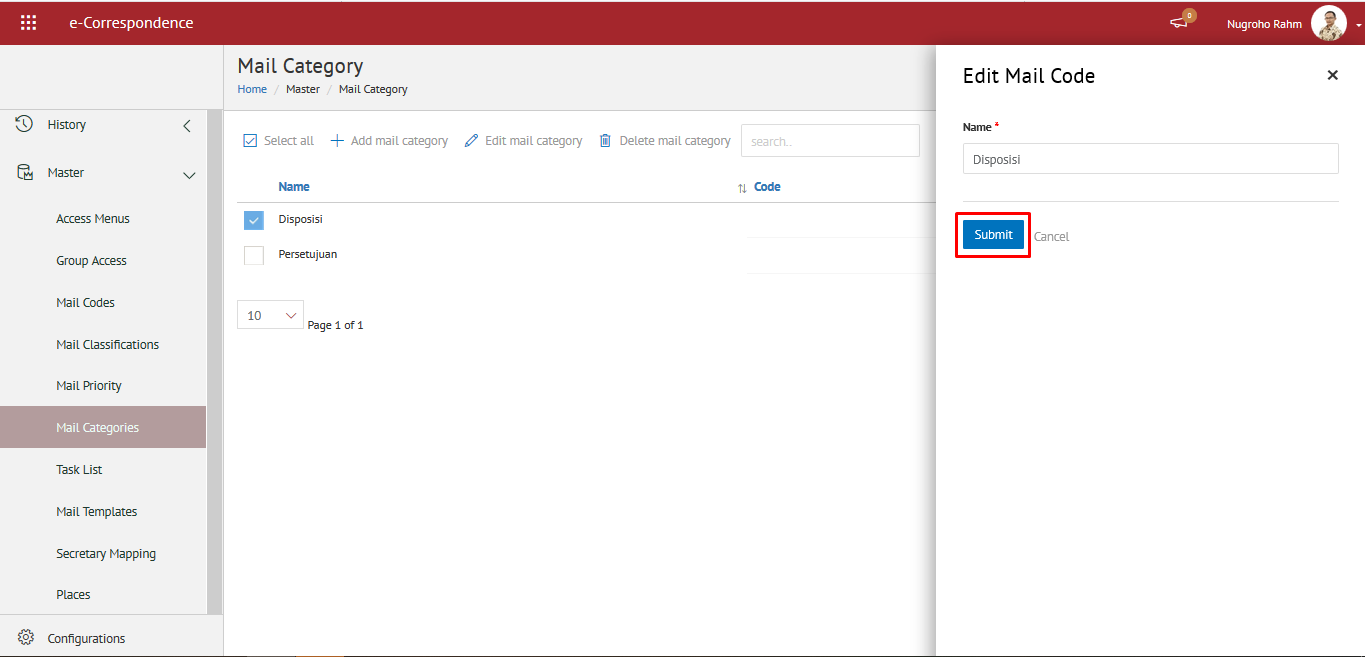 e-Correspondence
0
Nugroho Rahm
History
Master
Access Menus
Group Access
Mail Codes
Mail Classifications
Mail Priority
Mail Categories
Task List
Mail Templates
Secretary Mapping
Places
Configurations
Mail Category
Home / Master / Mail Category
Select all Add mail category Edit mail category Delete mail category search..
Name Code
Disposisi
Persetujuan
10 Page 1 of 1
Edit Mail Code ×
Name *
Disposisi
Submit Cancel